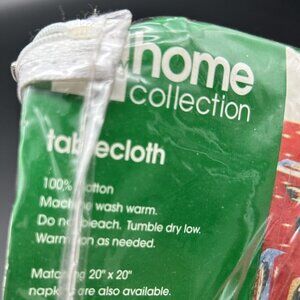 home
collection
tablecloth
100% cotton
Machine wash warm.
Do not bleach. Tumble dry low.
Warm iron as needed.
Matching 20" x 20"
napkins are also available.